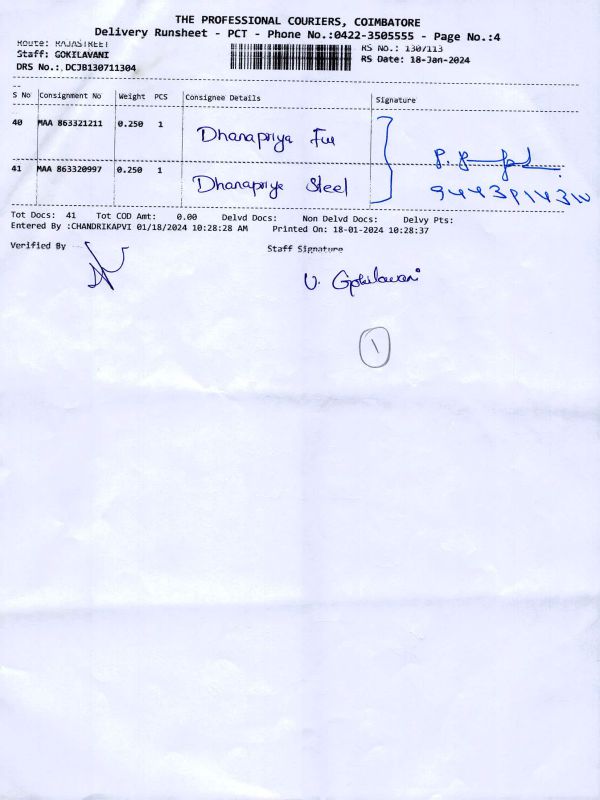 THE PROFESSIONAL COURIERS, COIMBATORE
Delivery Runsheet - PCT - Phone No.:0422-3505555 - Page No.:4
Route: RAJASTREET
RS No.: 130/113
Staff: GOKILAVANI
RS Date: 18-Jan-2024
DRS No.:.DCJB130711304
S No Consignment No Weight PCS Consignee Details Signature
40 MAA 863321211 0.250 1 Dhanapriya Fur
41 MAA 863320997 0.250 1 Dhanapriya Steel
Tot Docs: 41 Tot COD Amt: 0.00 Delvd Docs: Non Delvd Docs: Delvy Pts:
Entered By :CHANDRIKAPVI 01/18/2024 10:28:28 AM Printed On: 18-01-2024 10:28:37
Verified By Staff Signature
V. Gokilavani
1